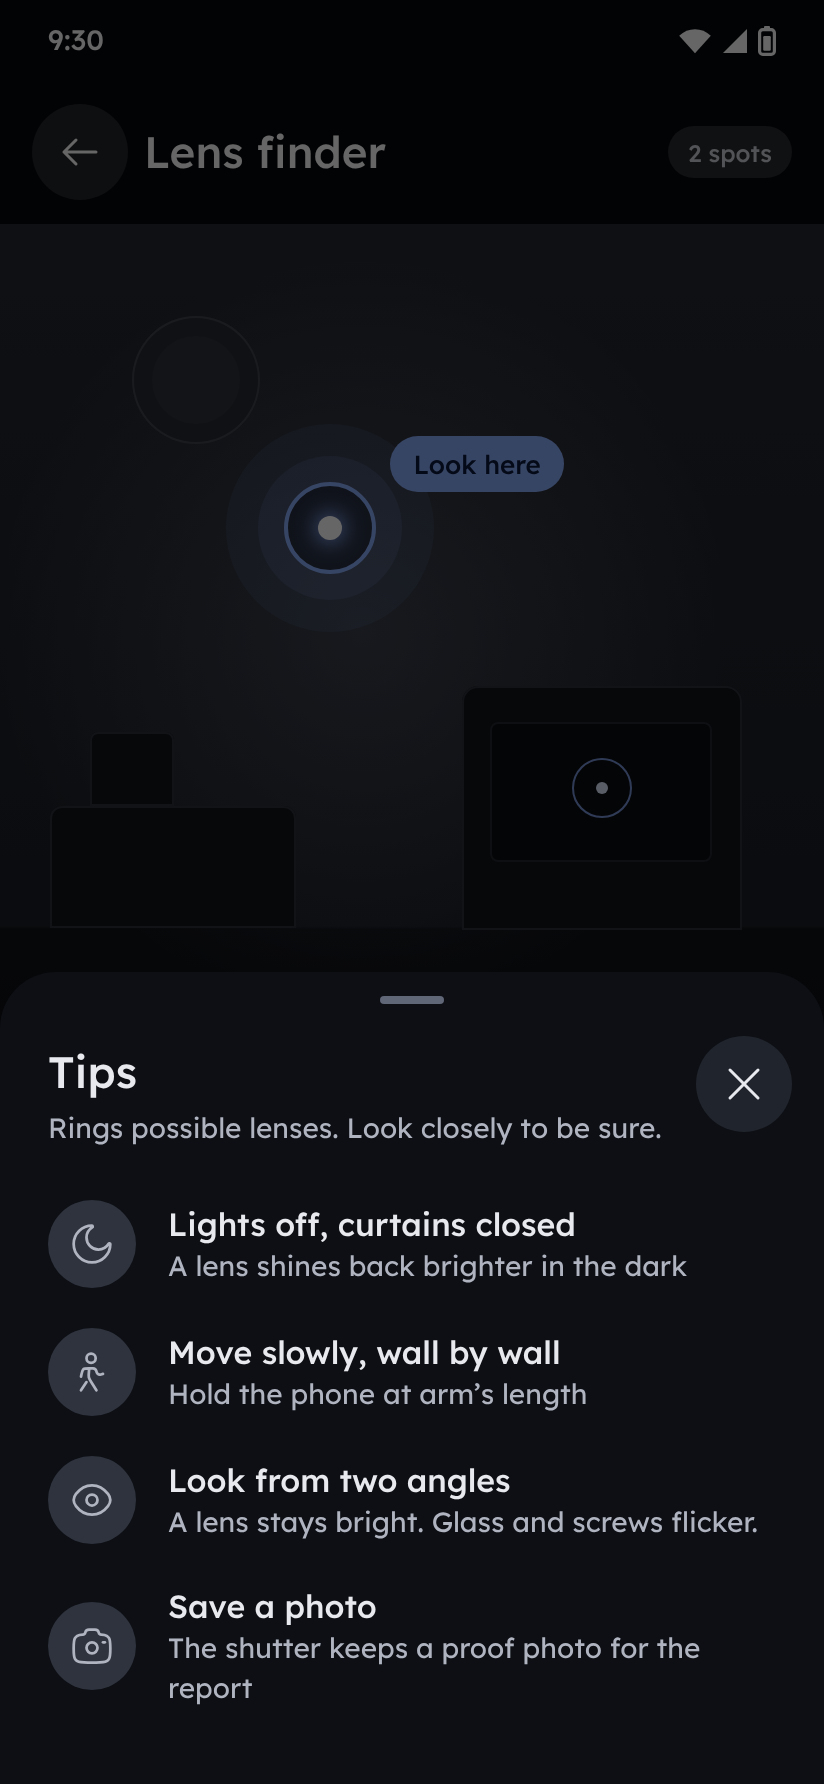 9:30
Lens finder
2 spots
Look here
Tips
Rings possible lenses. Look closely to be sure.
Lights off, curtains closed
A lens shines back brighter in the dark
Move slowly, wall by wall
Hold the phone at arm’s length
Look from two angles
A lens stays bright. Glass and screws flicker.
Save a photo
The shutter keeps a proof photo for the
report